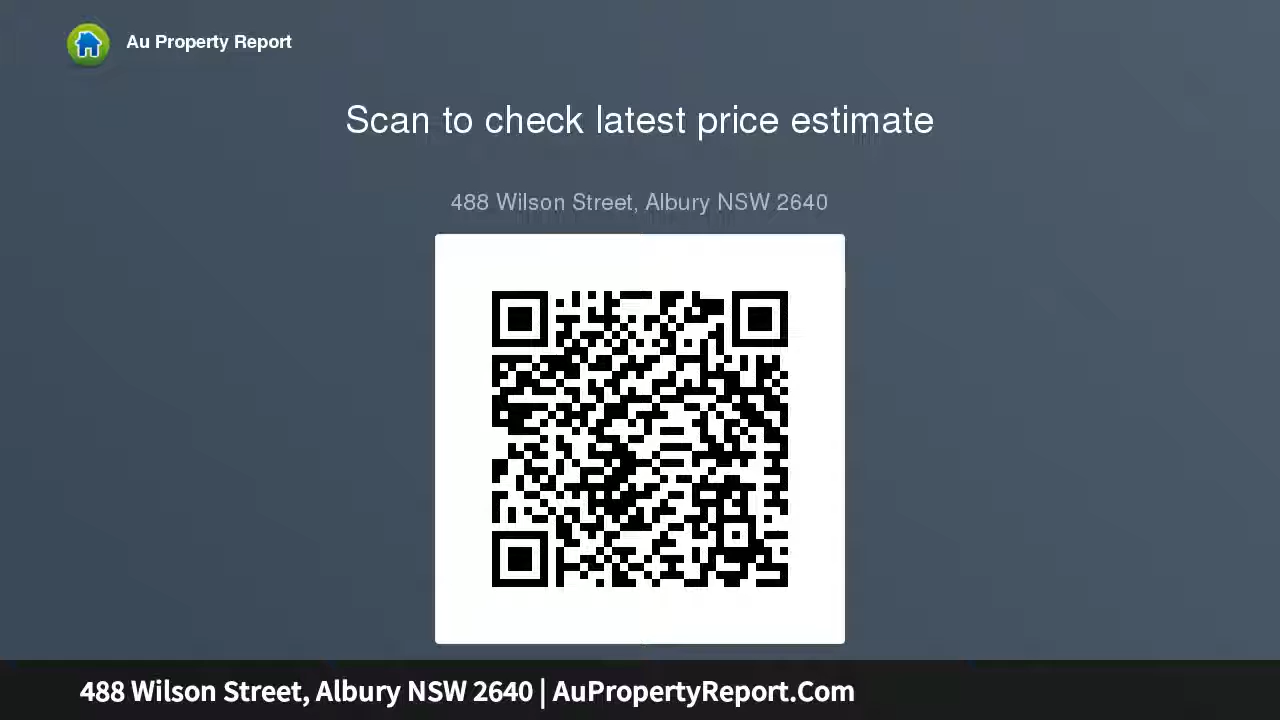 Au Property Report
Scan to check latest price estimate
488 Wilson Street, Albury NSW 2640
488 Wilson Street, Albury NSW 2640 | AuPropertyReport.Com